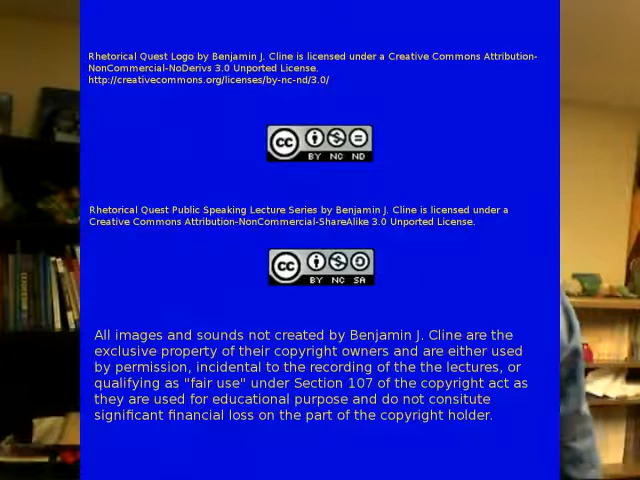 Rhetorical Quest Logo by Benjamin J. Cline is licensed under a Creative Commons Attribution-
NonCommercial-NoDerivs 3.0 Unported License.
http://creativecommons.org/licenses/by-nc-nd/3.0/
cc
BY NC ND
Rhetorical Quest Public Speaking Lecture Series by Benjamin J. Cline is licensed under a
Creative Commons Attribution-NonCommercial-ShareAlike 3.0 Unported License.
cc
BY NC SA
All images and sounds not created by Benjamin J. Cline are the
exclusive property of their copyright owners and are either used
by permission, incidental to the recording of the the lectures, or
qualifying as "fair use" under Section 107 of the copyright act as
they are used for educational purpose and do not consitute
significant financial loss on the part of the copyright holder.